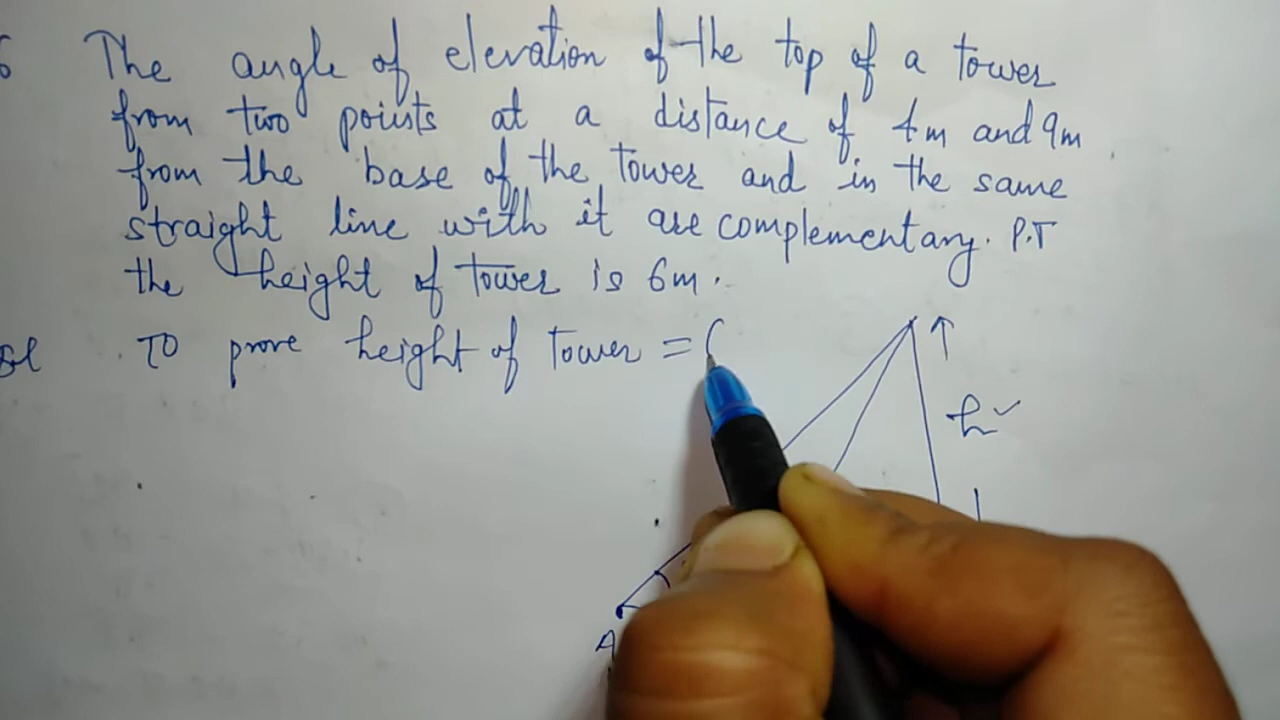 The angle of elevation of the top of a tower
from two points at a distance of 4m and 9m
from the base of the tower and in the same
straight line with it are complementary. P.T
the height of tower is 6m.
To prove height of tower =
h
A